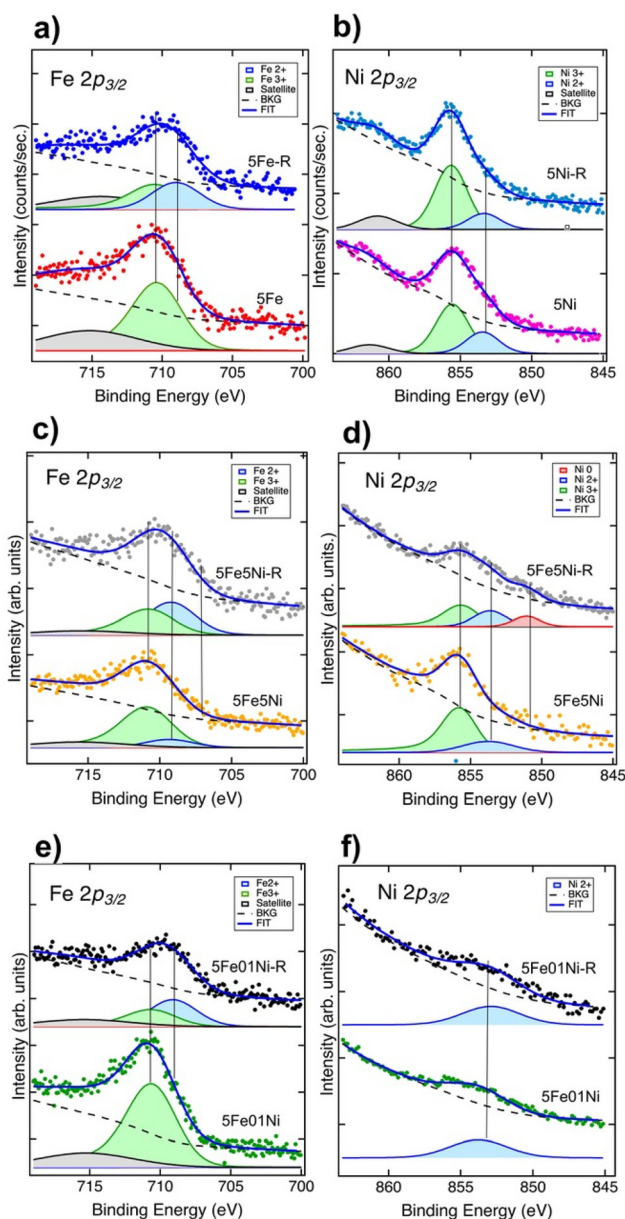 a)
Fe 2p3/2
Fe 2+
Fe 3+
Satellite
BKG
FIT
5Fe-R
5Fe
Intensity (counts/sec.)
715 710 705 700
Binding Energy (eV)
b)
Ni 2p3/2
Ni 3+
Ni 2+
Satellite
BKG
FIT
5Ni-R
5Ni
Intensity (counts/sec.)
860 855 850 845
Binding Energy (eV)
c)
Fe 2p3/2
Fe 2+
Fe 3+
Satellite
BKG
FIT
5Fe5Ni-R
5Fe5Ni
Intensity (arb. units)
715 710 705 700
Binding Energy (eV)
d)
Ni 2p3/2
Ni 0
Ni 2+
Ni 3+
BKG
FIT
5Fe5Ni-R
5Fe5Ni
Intensity (arb. units.)
860 855 850 845
Binding Energy (eV)
e)
Fe 2p3/2
Fe2+
Fe3+
Satellite
BKG
FIT
5Fe01Ni-R
5Fe01Ni
Intensity (arb. units)
715 710 705 700
Binding Energy (eV)
f)
Ni 2p3/2
Ni 2+
BKG
FIT
5Fe01Ni-R
5Fe01Ni
Intensity (arb. units)
860 855 850 845
Binding Energy (eV)